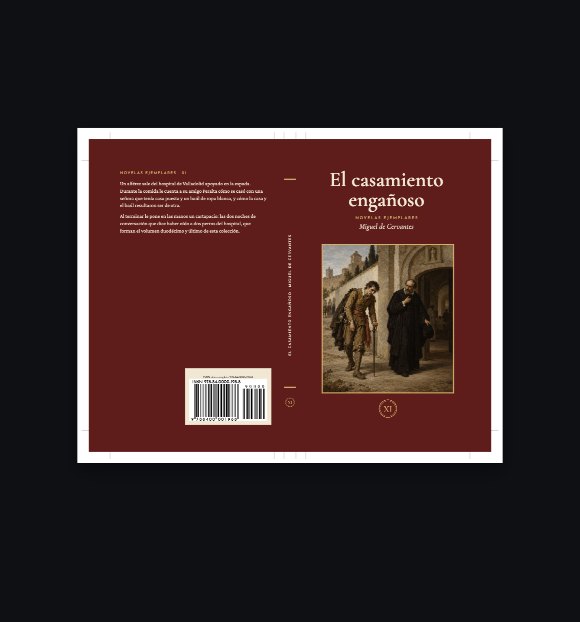 NOVELAS EJEMPLARES · XI
Un alférez sale del hospital de Valladolid apoyado en la espada.
Durante la comida le cuenta a su amigo Peralta cómo se casó con una
señora que tenía casa puesta y un baúl de ropa blanca, y cómo la casa y
el baúl resultaron ser de otra.
Al terminar le pone en las manos un cartapacio: las dos noches de
conversación que dice haber oído a dos perros del hospital, que
forman el volumen duodécimo y último de esta colección.
EL CASAMIENTO ENGAÑOSO · MIGUEL DE CERVANTES
XI
El casamiento
engañoso
NOVELAS EJEMPLARES
Miguel de Cervantes
XI